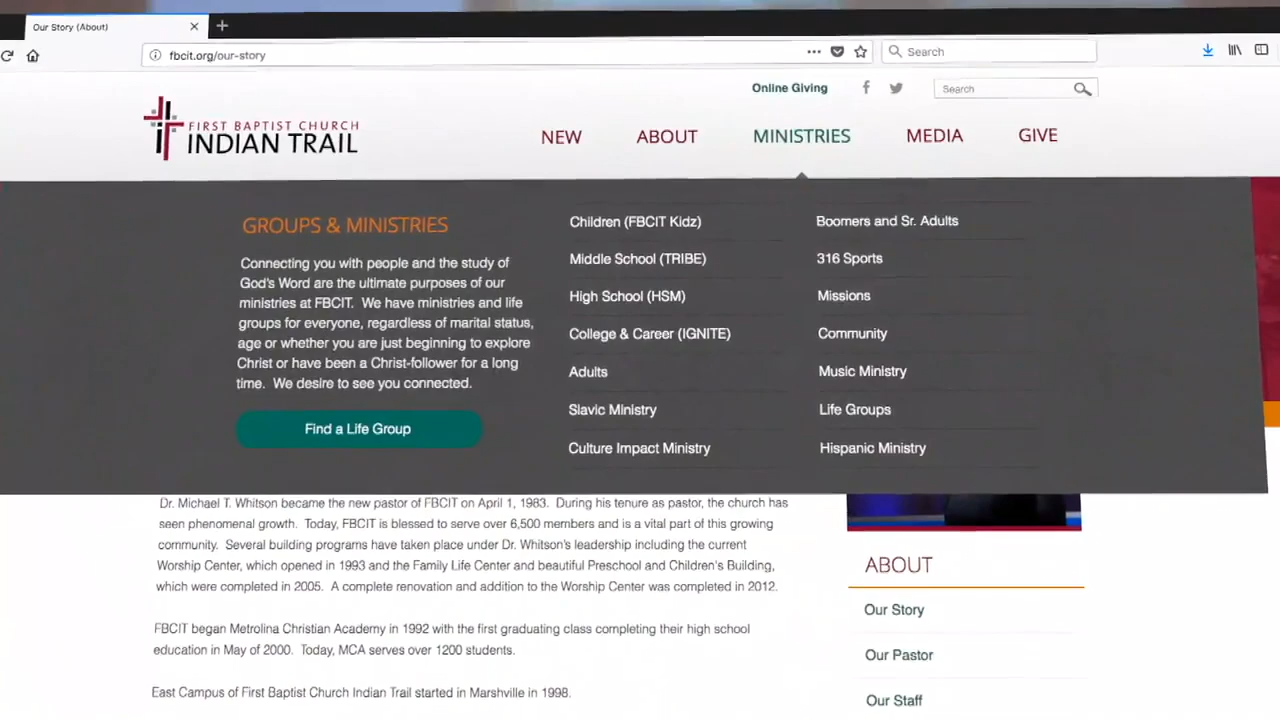 Our Story (About)
fbcit.org/our-story
Search
Online Giving
Search
FIRST BAPTIST CHURCH
INDIAN TRAIL
NEW
ABOUT
MINISTRIES
MEDIA
GIVE
GROUPS & MINISTRIES
Connecting you with people and the study of
God's Word are the ultimate purposes of our
ministries at FBCIT. We have ministries and life
groups for everyone, regardless of marital status,
age or whether you are just beginning to explore
Christ or have been a Christ-follower for a long
time. We desire to see you connected.
Find a Life Group
Children (FBCIT Kidz)
Middle School (TRIBE)
High School (HSM)
College & Career (IGNITE)
Adults
Slavic Ministry
Culture Impact Ministry
Boomers and Sr. Adults
316 Sports
Missions
Community
Music Ministry
Life Groups
Hispanic Ministry
Dr. Michael T. Whitson became the new pastor of FBCIT on April 1, 1983. During his tenure as pastor, the church has
seen phenomenal growth. Today, FBCIT is blessed to serve over 6,500 members and is a vital part of this growing
community. Several building programs have taken place under Dr. Whitson's leadership including the current
Worship Center, which opened in 1993 and the Family Life Center and beautiful Preschool and Children's Building,
which were completed in 2005. A complete renovation and addition to the Worship Center was completed in 2012.
FBCIT began Metrolina Christian Academy in 1992 with the first graduating class completing their high school
education in May of 2000. Today, MCA serves over 1200 students.
East Campus of First Baptist Church Indian Trail started in Marshville in 1998.
ABOUT
Our Story
Our Pastor
Our Staff